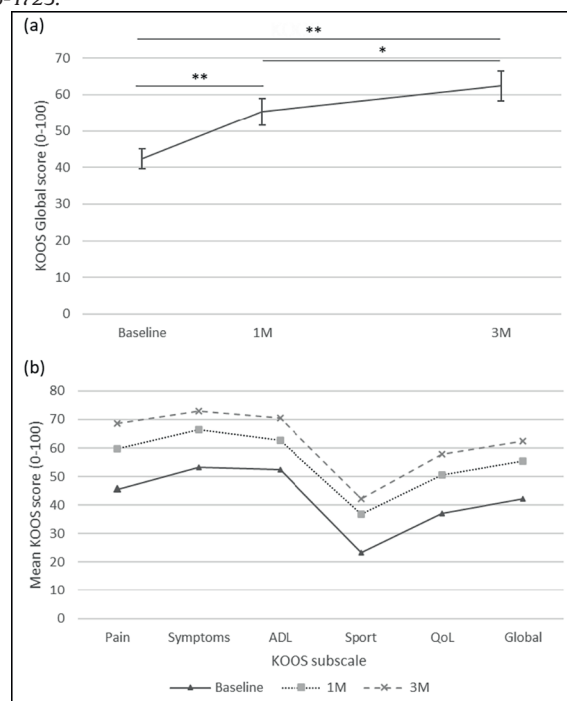 (a)
**
*
**
KOOS Global score (0-100)
70
60
50
40
30
20
10
0
Baseline 1M 3M
(b)
Mean KOOS score (0-100)
80
70
60
50
40
30
20
10
0
Pain Symptoms ADL Sport QoL Global
KOOS subscale
Baseline 1M 3M